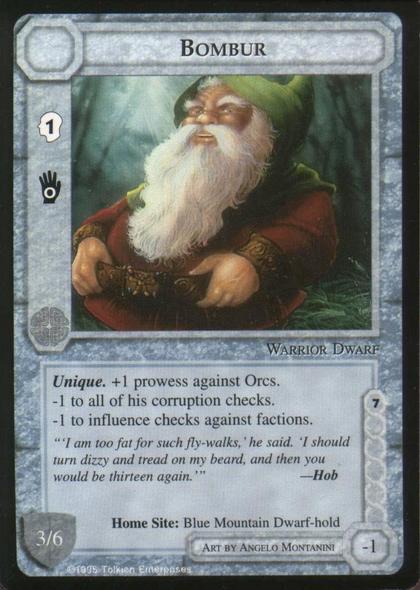 BOMBUR
1
WARRIOR DWARF
Unique. +1 prowess against Orcs.
-1 to all of his corruption checks.
-1 to influence checks against factions.
"'I am too fat for such fly-walks,' he said. 'I should
turn dizzy and tread on my beard, and then you
would be thirteen again.'" —Hob
7
Home Site: Blue Mountain Dwarf-hold
3/6
ART BY ANGELO MONTANINI
-1
©1995 Tolkien Enterprises